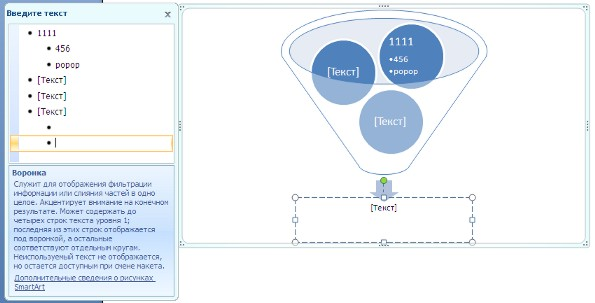 Введите текст
1111
456
popop
[Текст]
[Текст]
[Текст]
Воронка
Служит для отображения фильтрации
информации или слияния частей в одно
целое. Акцентирует внимание на конечном
результате. Может содержать до
четырех строк текста уровня 1;
последняя из этих строк отображается
под воронкой, а остальные
соответствуют отдельным кругам.
Неиспользуемый текст не отображается,
но остается доступным при смене макета.
Дополнительные сведения о рисунках
SmartArt
1111
•456
•popop
[Текст]
[Текст]
[Текст]